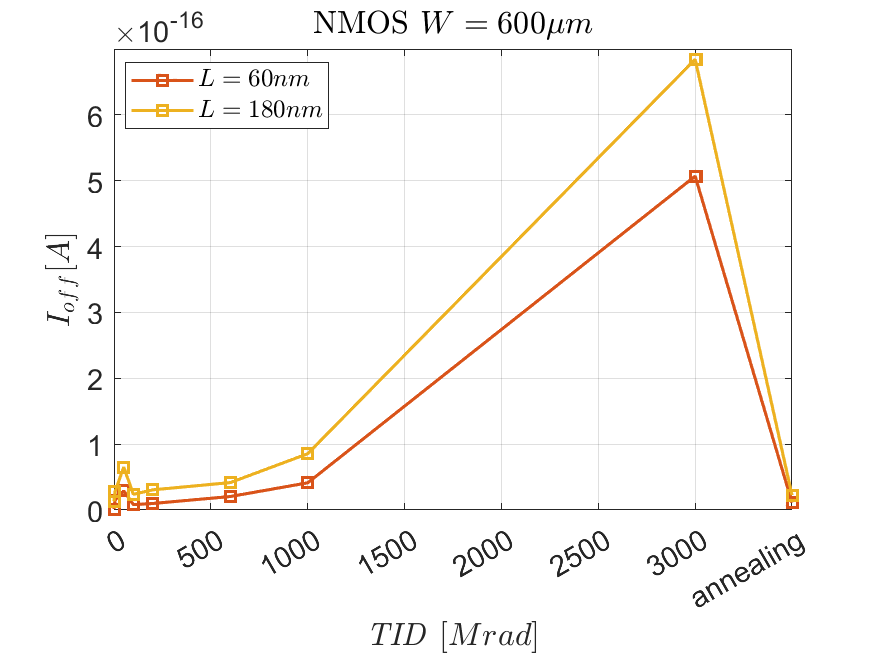 ×10-16
NMOS W = 600μm
L = 60nm
L = 180nm
6
5
4
3
2
1
0
Ioff[A]
0 500 1000 1500 2000 2500 3000 annealing
TID [Mrad]